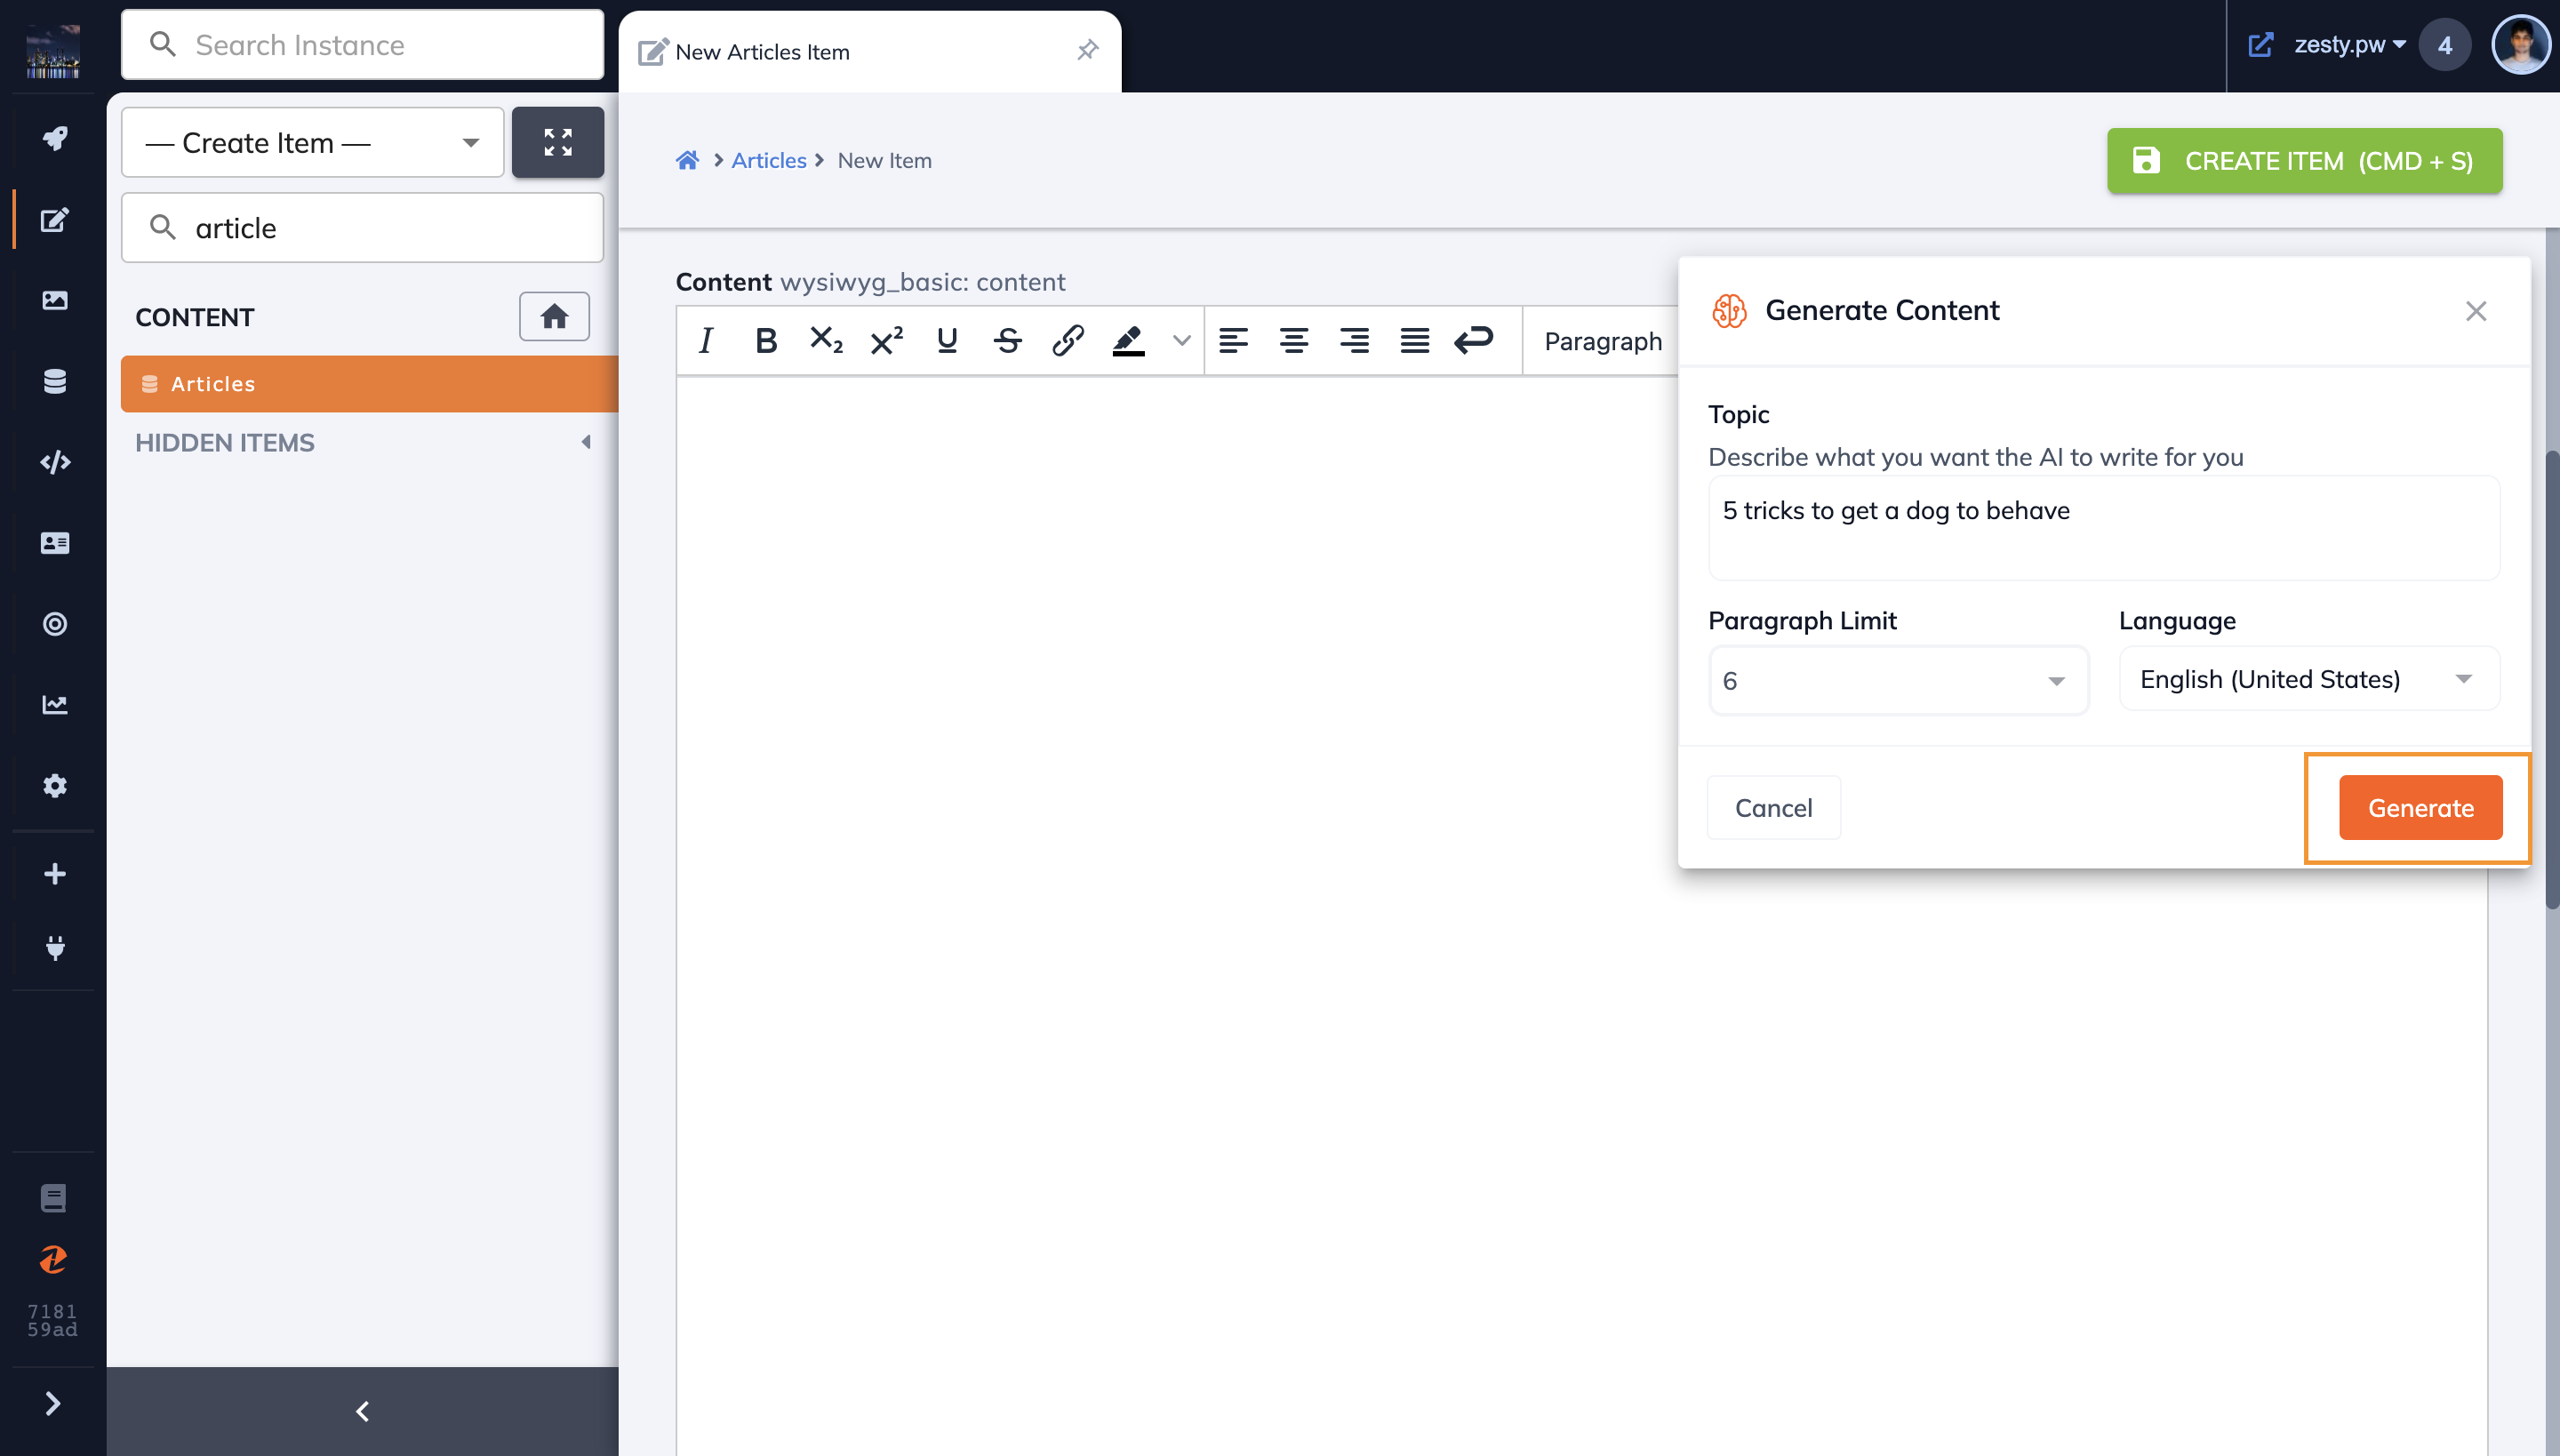 Search Instance
New Articles Item
zesty.pw
4
— Create Item —
article
CONTENT
Articles
HIDDEN ITEMS
Articles
New Item
CREATE ITEM (CMD + S)
Content wysiwyg_basic: content
I B X₂ X² U S
Paragraph
Generate Content
Topic
Describe what you want the AI to write for you
5 tricks to get a dog to behave
Paragraph Limit
Language
6
English (United States)
Cancel
Generate
7181
59ad